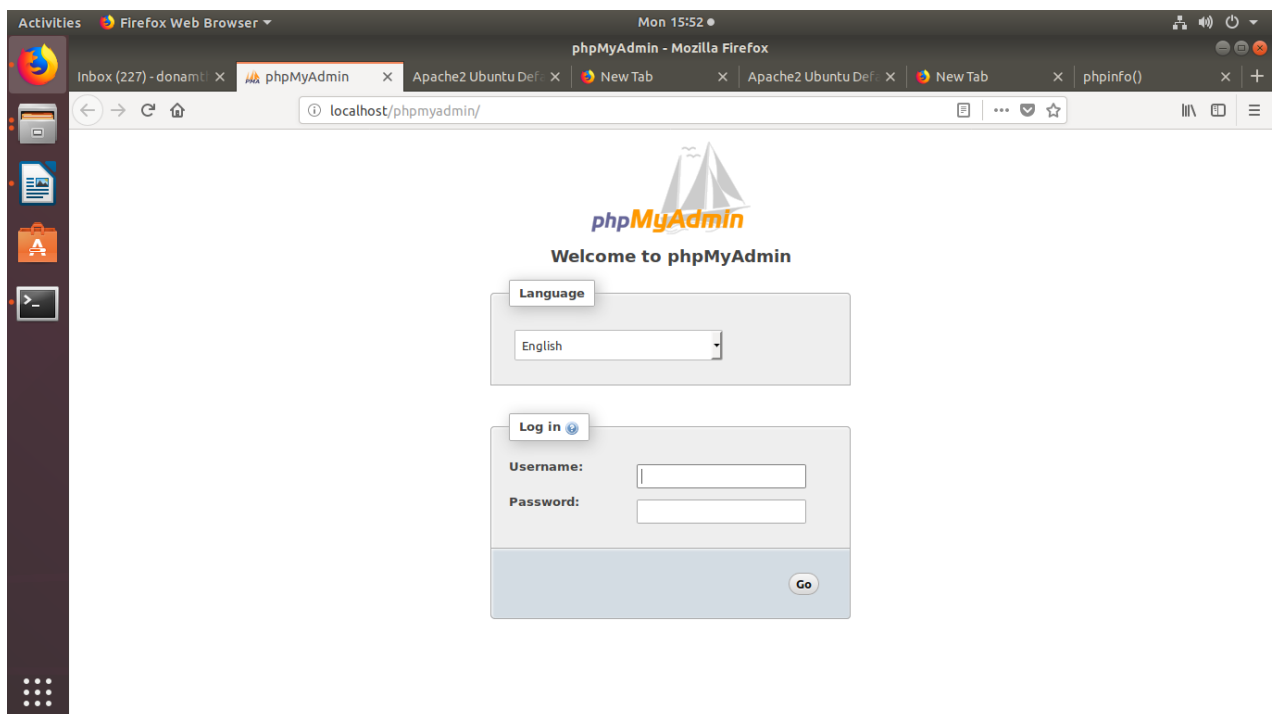 Activities Firefox Web Browser Mon 15:52
phpMyAdmin - Mozilla Firefox
Inbox (227) - donamt phpMyAdmin Apache2 Ubuntu Defa New Tab Apache2 Ubuntu Defa New Tab phpinfo()
localhost/phpmyadmin/
phpMyAdmin
Welcome to phpMyAdmin
Language
English
Log in
Username:
Password:
Go